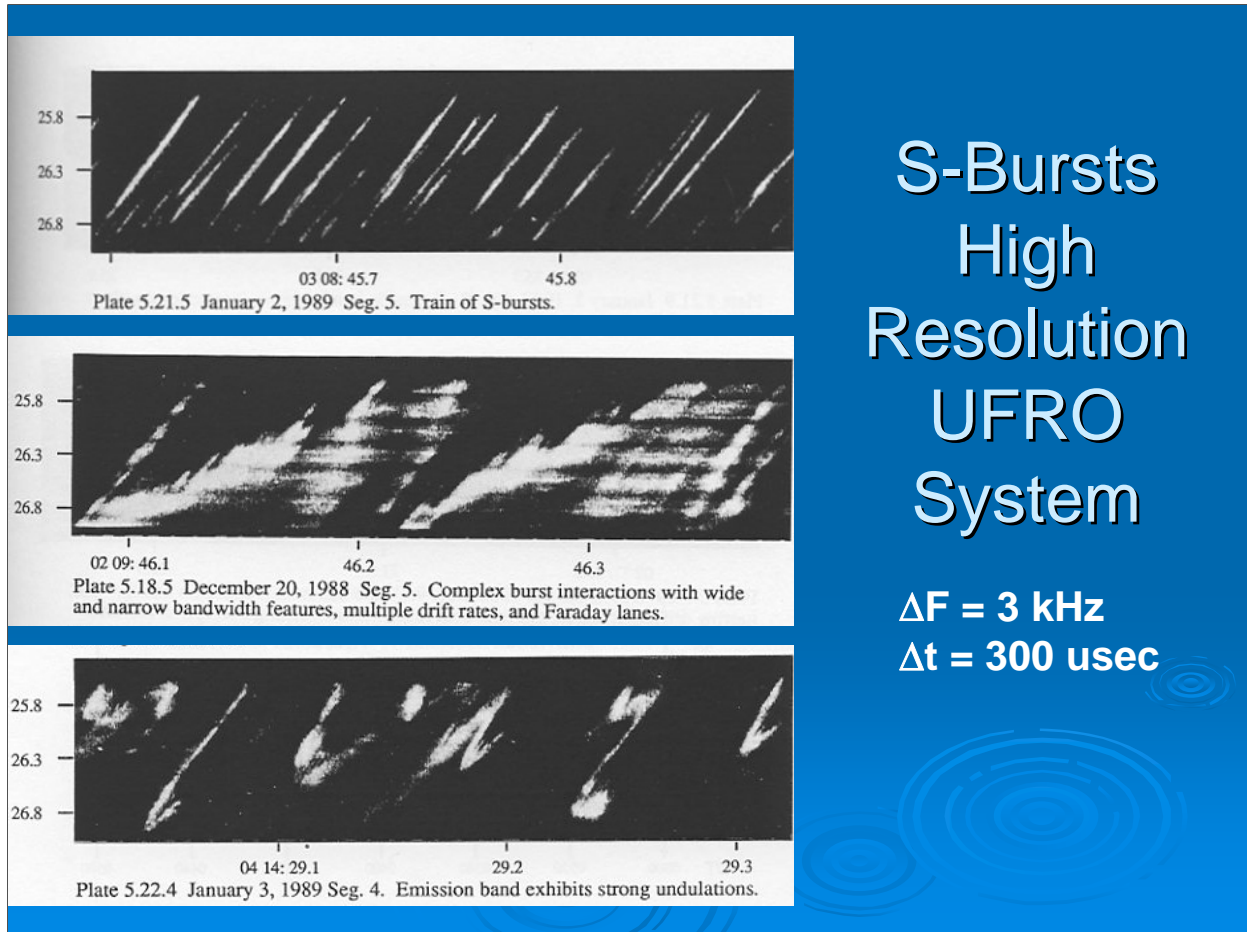 25.8
26.3
26.8
03 08: 45.7 45.8
Plate 5.21.5 January 2, 1989 Seg. 5. Train of S-bursts.
25.8
26.3
26.8
02 09: 46.1 46.2 46.3
Plate 5.18.5 December 20, 1988 Seg. 5. Complex burst interactions with wide
and narrow bandwidth features, multiple drift rates, and Faraday lanes.
25.8
26.3
26.8
04 14: 29.1 29.2 29.3
Plate 5.22.4 January 3, 1989 Seg. 4. Emission band exhibits strong undulations.
S-Bursts
High
Resolution
UFRO
System
ΔF = 3 kHz
Δt = 300 usec